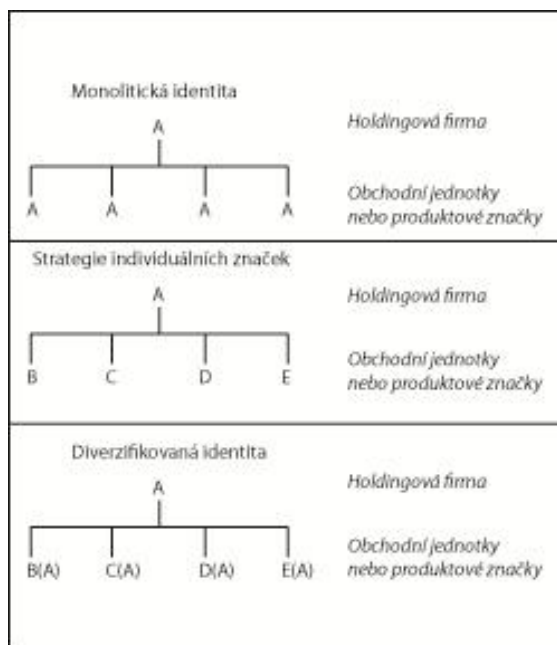 Monolitická identita
A
Holdingová firma
A A A A
Obchodní jednotky
nebo produktové značky
Strategie individuálních značek
A
Holdingová firma
B C D E
Obchodní jednotky
nebo produktové značky
Diverzifikovaná identita
A
Holdingová firma
B(A) C(A) D(A) E(A)
Obchodní jednotky
nebo produktové značky